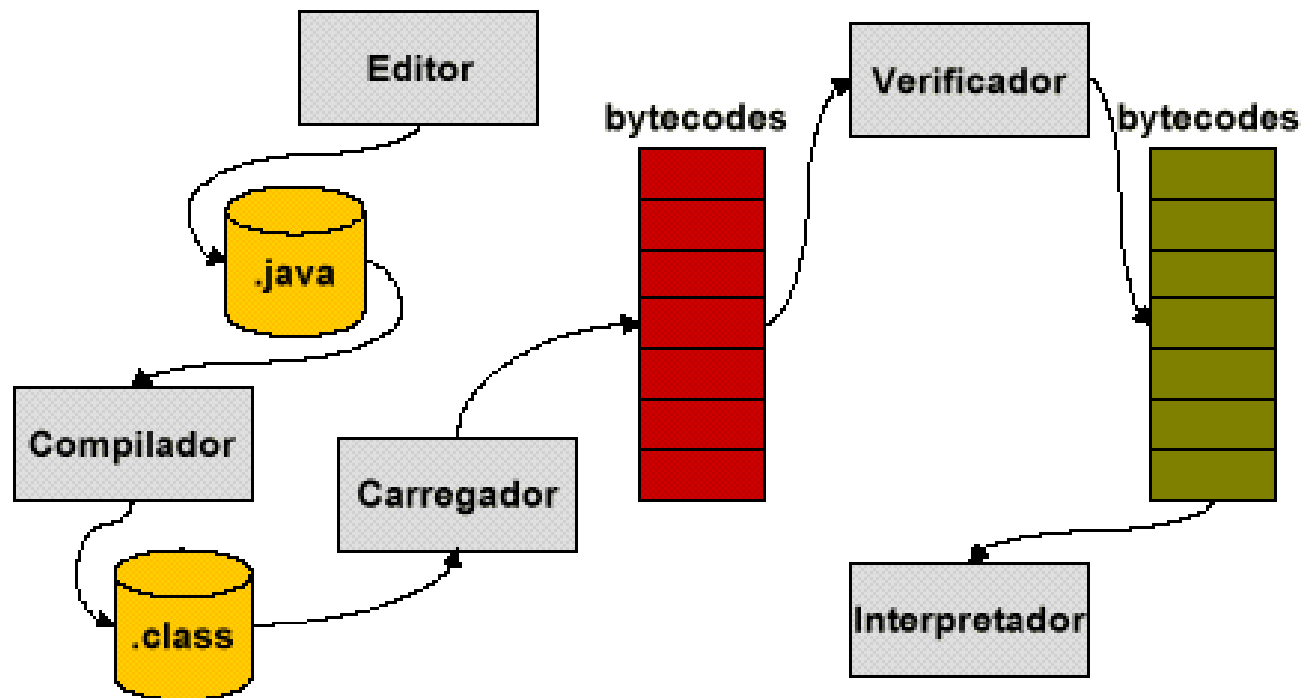 Editor
.java
Compilador
.class
Carregador
bytecodes
Verificador
bytecodes
Interpretador